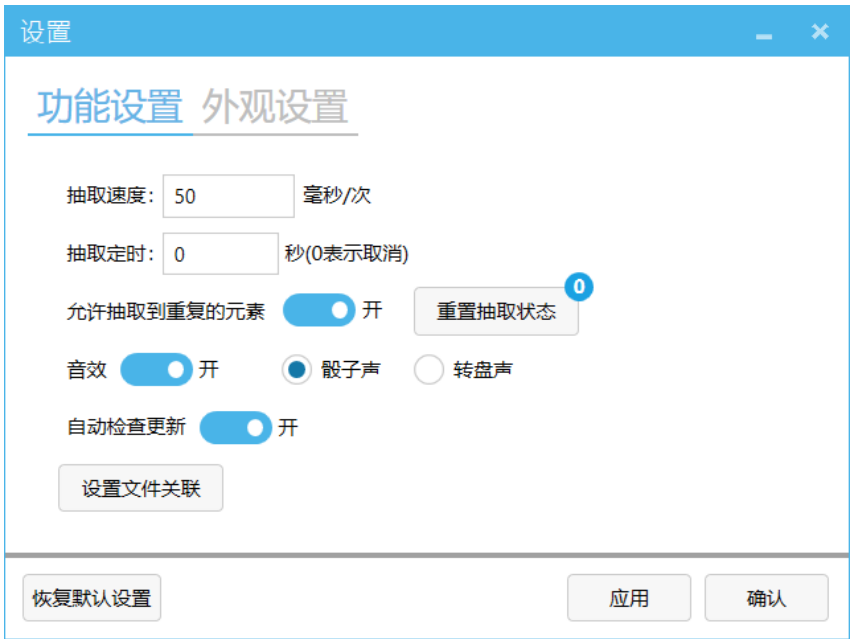 设置
功能设置 外观设置
抽取速度: 50 毫秒/次
抽取定时: 0 秒(0表示取消)
允许抽取到重复的元素 开 重置抽取状态 0
音效 开 骰子声 转盘声
自动检查更新 开
设置文件关联
恢复默认设置 应用 确认